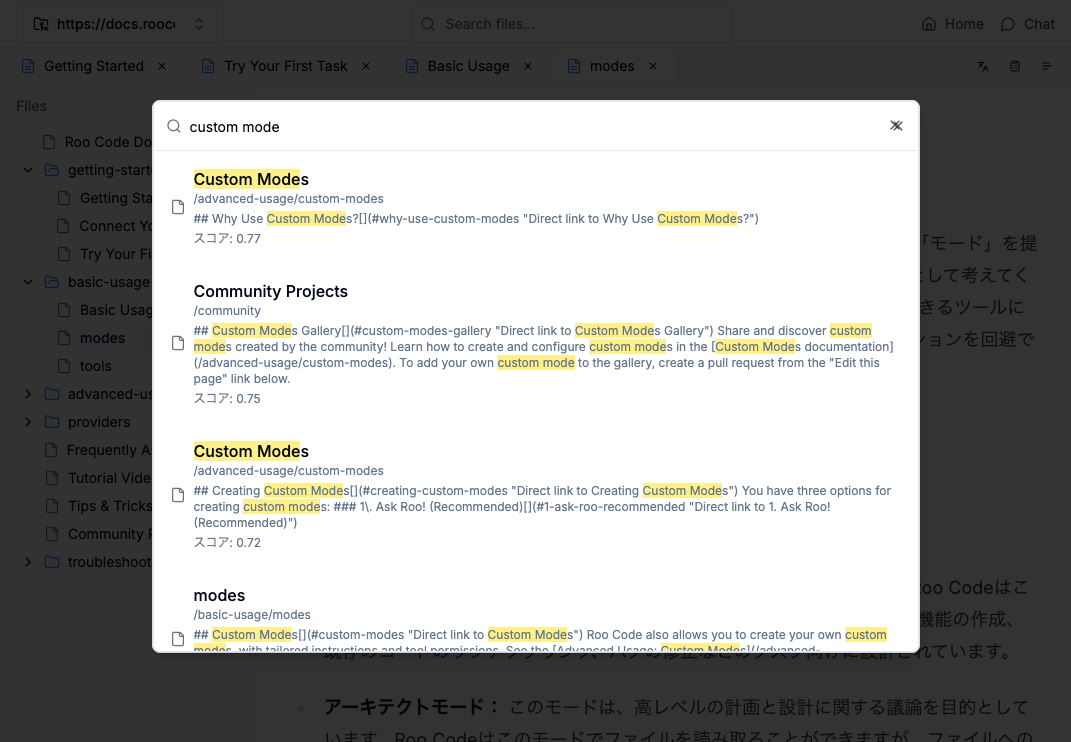 https://docs.rooc
Search files...
Home
Chat
Getting Started
Try Your First Task
Basic Usage
modes
Files
Roo Code Do
getting-start
Getting Sta
Connect Yo
Try Your Fi
basic-usage
Basic Usag
modes
tools
advanced-us
providers
Frequently A
Tutorial Vide
Tips & Tricks
Community P
troubleshoot
custom mode
Custom Modes
/advanced-usage/custom-modes
## Why Use Custom Modes?[](#why-use-custom-modes "Direct link to Why Use Custom Modes?")
スコア: 0.77
Community Projects
/community
## Custom Modes Gallery[](#custom-modes-gallery "Direct link to Custom Modes Gallery") Share and discover custom
modes created by the community! Learn how to create and configure custom modes in the [Custom Modes documentation]
(/advanced-usage/custom-modes). To add your own custom mode to the gallery, create a pull request from the "Edit this
page" link below.
スコア: 0.75
Custom Modes
/advanced-usage/custom-modes
## Creating Custom Modes[](#creating-custom-modes "Direct link to Creating Custom Modes") You have three options for
creating custom modes: ### 1\. Ask Roo! (Recommended)[](#1-ask-roo-recommended "Direct link to 1. Ask Roo!
(Recommended)")
スコア: 0.72
modes
/basic-usage/modes
## Custom Modes[](#custom-modes "Direct link to Custom Modes") Roo Code also allows you to create your own custom
modes, with tailored instructions and tool permissions. See the [Advanced Usage: Custom Modes](/advanced-
「モード」を提
として考えてく
きるツールに
ションを回避で
Roo Codeはこ
機能の作成、
されています。
アーキテクトモード： このモードは、高レベルの計画と設計に関する議論を目的として
います。Roo Codeはこのモードでファイルを読み取ることができますが、ファイルへの